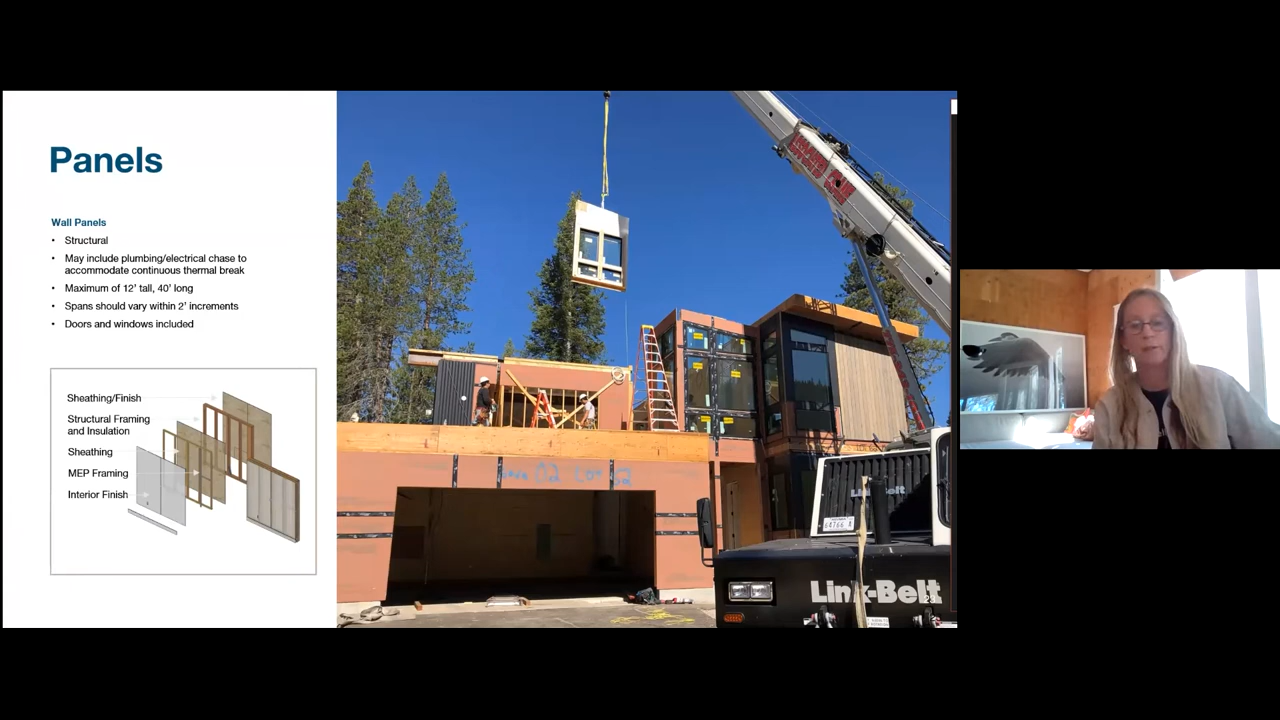 Panels
Wall Panels
• Structural
• May include plumbing/electrical chase to
accommodate continuous thermal break
• Maximum of 12' tall, 40' long
• Spans should vary within 2' increments
• Doors and windows included
Sheathing/Finish
Structural Framing
and Insulation
Sheathing
MEP Framing
Interior Finish
Link-Belt
Link-Belt
23